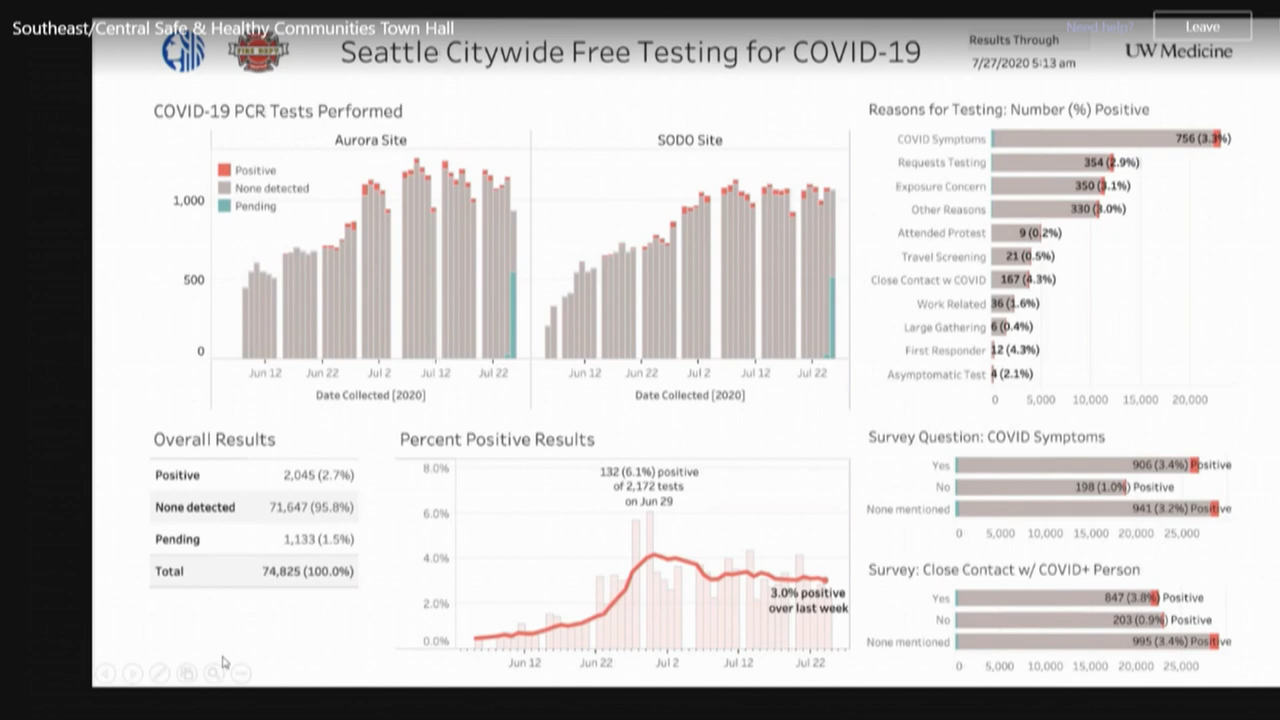 Southeast/Central Safe & Healthy Communities Town Hall
Need help?
Leave
FIRE DEPT
Seattle Citywide Free Testing for COVID-19
Results Through
7/27/2020 5:13 am
UW Medicine
COVID-19 PCR Tests Performed
Aurora Site
SODO Site
Positive
None detected
Pending
1,000
500
0
Jun 12
Jun 22
Jul 2
Jul 12
Jul 22
Jun 12
Jun 22
Jul 2
Jul 12
Jul 22
Date Collected [2020]
Date Collected [2020]
Reasons for Testing: Number (%) Positive
COVID Symptoms 756 (3.3%)
Requests Testing 354 (2.9%)
Exposure Concern 350 (3.1%)
Other Reasons 330 (3.0%)
Attended Protest 9 (0.2%)
Travel Screening 21 (0.5%)
Close Contact w COVID 167 (4.3%)
Work Related 36 (1.6%)
Large Gathering 6 (0.4%)
First Responder 12 (4.3%)
Asymptomatic Test 4 (2.1%)
0 5,000 10,000 15,000 20,000
Overall Results
Positive 2,045 (2.7%)
None detected 71,647 (95.8%)
Pending 1,133 (1.5%)
Total 74,825 (100.0%)
Percent Positive Results
8.0%
6.0%
4.0%
2.0%
0.0%
132 (6.1%) positive
of 2,172 tests
on Jun 29
3.0% positive
over last week
Jun 12
Jun 22
Jul 2
Jul 12
Jul 22
Survey Question: COVID Symptoms
Yes 906 (3.4%) Positive
No 198 (1.0%) Positive
None mentioned 941 (3.2%) Positive
0 5,000 10,000 15,000 20,000 25,000
Survey: Close Contact w/ COVID+ Person
Yes 847 (3.8%) Positive
No 203 (0.9%) Positive
None mentioned 995 (3.4%) Positive
0 5,000 10,000 15,000 20,000 25,000